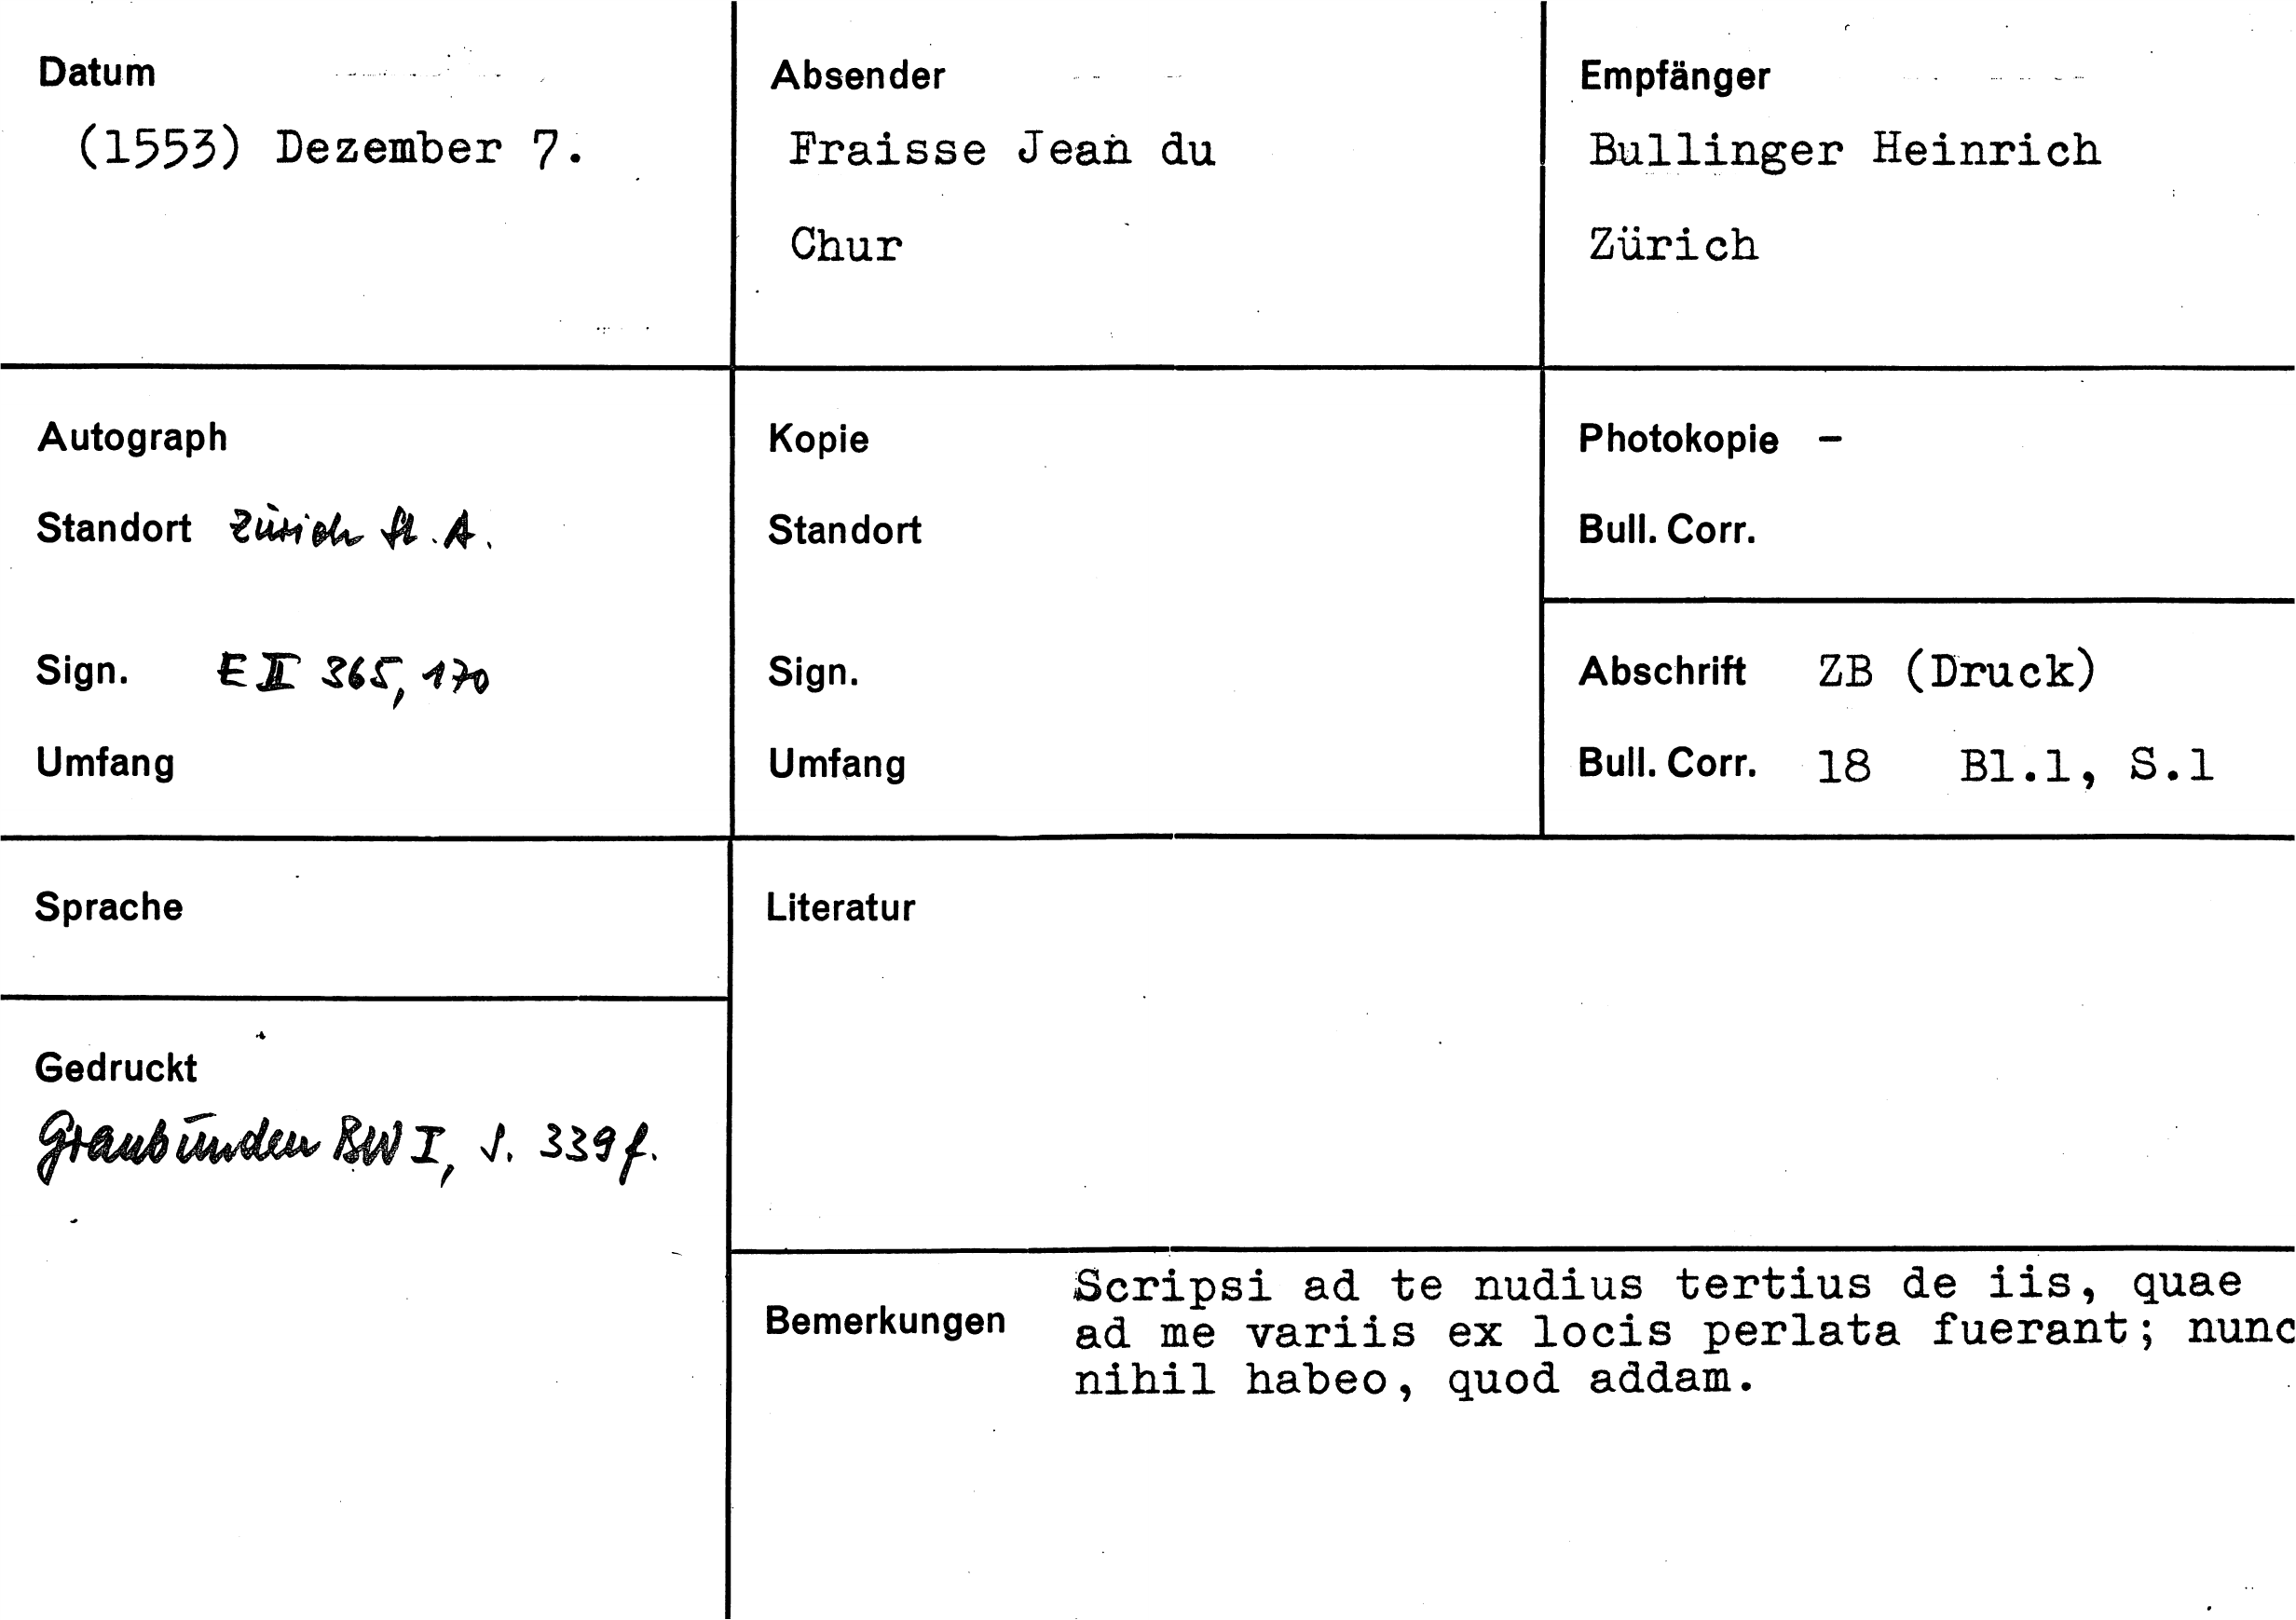 Datum
(1553) Dezember 7.
Absender
Fraisse Jean du
Chur
Empfänger
Bullinger Heinrich
Zürich
Autograph
Standort Zürich St. A.
Sign. E II 365, 170
Umfang
Kopie
Standort
Sign.
Umfang
Photokopie -
Bull. Corr.
Abschrift ZB (Druck)
Bull. Corr. 18 Bl.1, S.1
Sprache
Gedruckt
Graubünden BW I, S. 339 f.
Literatur
Bemerkungen
Scripsi ad te nudius tertius de iis, quae
ad me variis ex locis perlata fuerant; nunc
nihil habeo, quod addam.